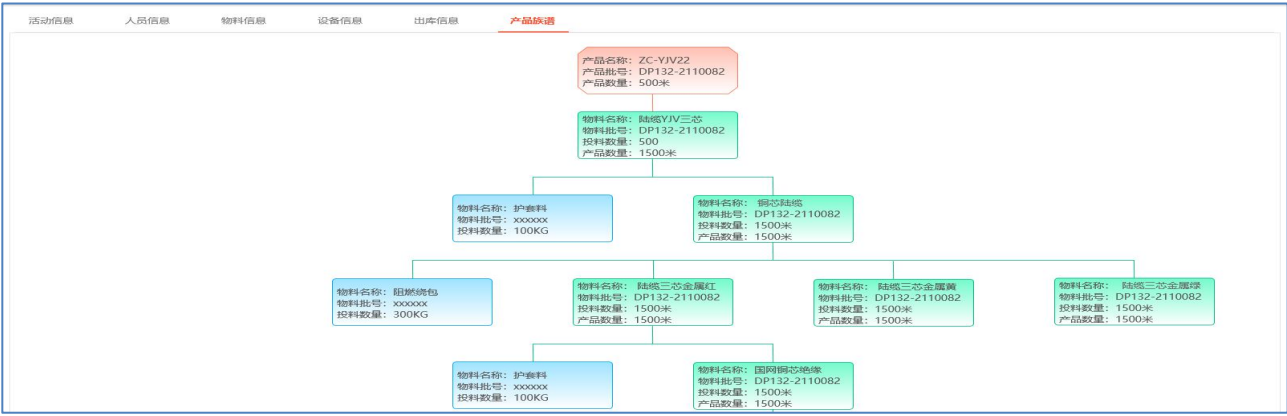 活动信息 人员信息 物料信息 设备信息 出库信息 产品族谱
产品名称： ZC-YJV22
产品批号： DP132-2110082
产品数量： 500米
物料名称： 陆缆YJV三芯
物料批号： DP132-2110082
投料数量： 500
产品数量： 1500米
物料名称： 护套料
物料批号： xxxxxx
投料数量： 100KG
物料名称： 铜芯陆缆
物料批号： DP132-2110082
投料数量： 1500米
产品数量： 1500米
物料名称： 阻燃绕包
物料批号： xxxxxx
投料数量： 300KG
物料名称： 陆缆三芯金属红
物料批号： DP132-2110082
投料数量： 1500米
产品数量： 1500米
物料名称： 陆缆三芯金属黄
物料批号： DP132-2110082
投料数量： 1500米
产品数量： 1500米
物料名称： 陆缆三芯金属绿
物料批号： DP132-2110082
投料数量： 1500米
产品数量： 1500米
物料名称： 护套料
物料批号： xxxxxx
投料数量： 100KG
物料名称： 国网铜芯绝缘
物料批号： DP132-2110082
投料数量： 1500米
产品数量： 1500米